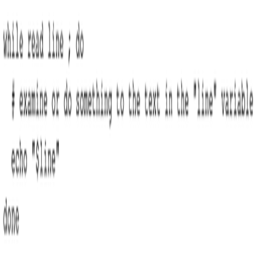 while read line ; do
# examine or do something to the text in the "line" variable
echo "$line"
done